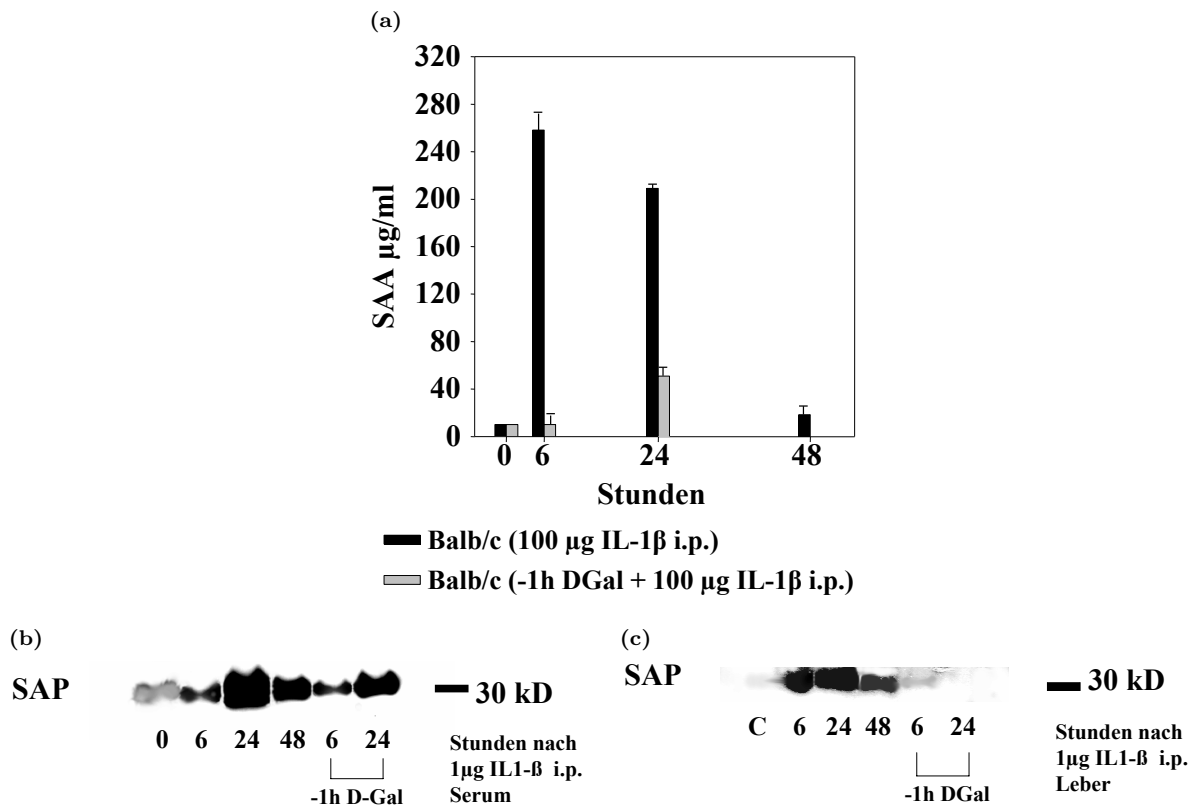 (a)
320
280
240
200
160
120
80
40
0
SAA µg/ml
0 6 24 48
Stunden
Balb/c (100 µg IL-1β i.p.)
Balb/c (-1h DGal + 100 µg IL-1β i.p.)
(b)
SAP
30 kD
0 6 24 48 6 24
Stunden nach
1µg IL1-ß i.p.
Serum
-1h D-Gal
(c)
SAP
30 kD
C 6 24 48 6 24
Stunden nach
1µg IL1-ß i.p.
Leber
-1h DGal